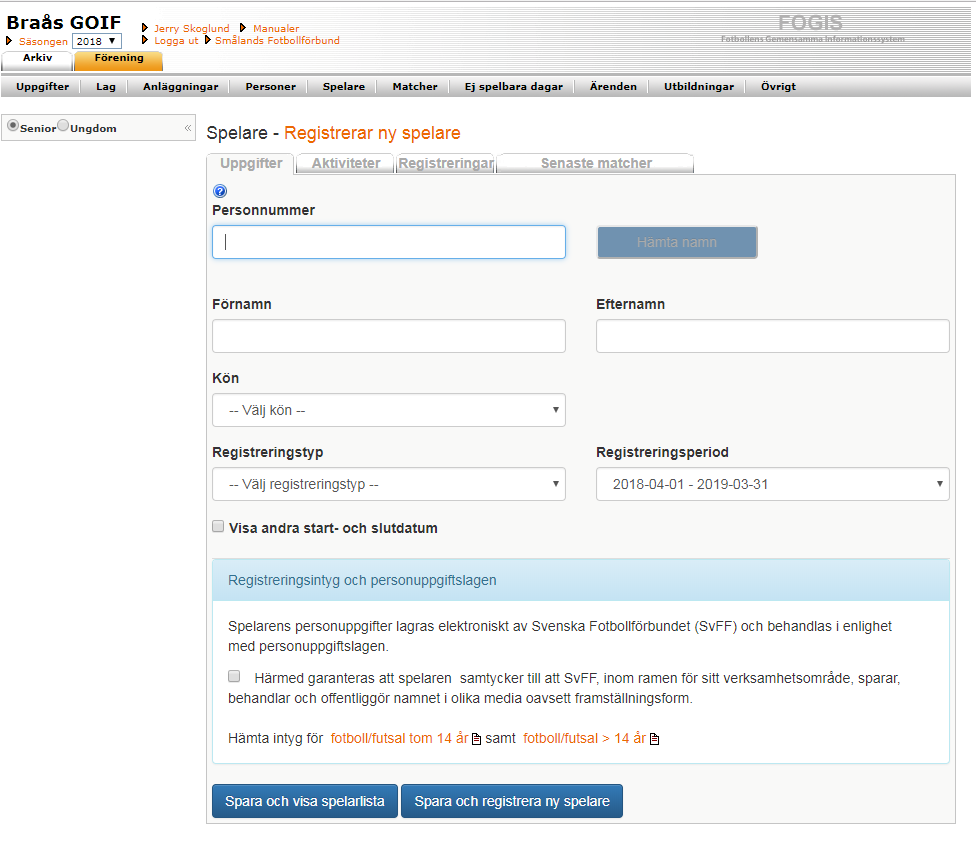 Braås GOIF
Jerry Skoglund Manualer
FOGIS
Säsongen 2018 Logga ut Smålands Fotbollförbund
Fotbollens Gemensamma Informationssystem
Arkiv Förening
Uppgifter Lag Anläggningar Personer Spelare Matcher Ej spelbara dagar Ärenden Utbildningar Övrigt
Senior Ungdom «
Spelare - Registrerar ny spelare
Uppgifter Aktiviteter Registreringar Senaste matcher
?
Personnummer
Hämta namn
Förnamn Efternamn
Kön
-- Välj kön --
Registreringstyp Registreringsperiod
-- Välj registreringstyp -- 2018-04-01 - 2019-03-31
Visa andra start- och slutdatum
Registreringsintyg och personuppgiftslagen
Spelarens personuppgifter lagras elektroniskt av Svenska Fotbollförbundet (SvFF) och behandlas i enlighet
med personuppgiftslagen.
Härmed garanteras att spelaren samtycker till att SvFF, inom ramen för sitt verksamhetsområde, sparar,
behandlar och offentliggör namnet i olika media oavsett framställningsform.
Hämta intyg för fotboll/futsal tom 14 år samt fotboll/futsal > 14 år
Spara och visa spelarlista Spara och registrera ny spelare